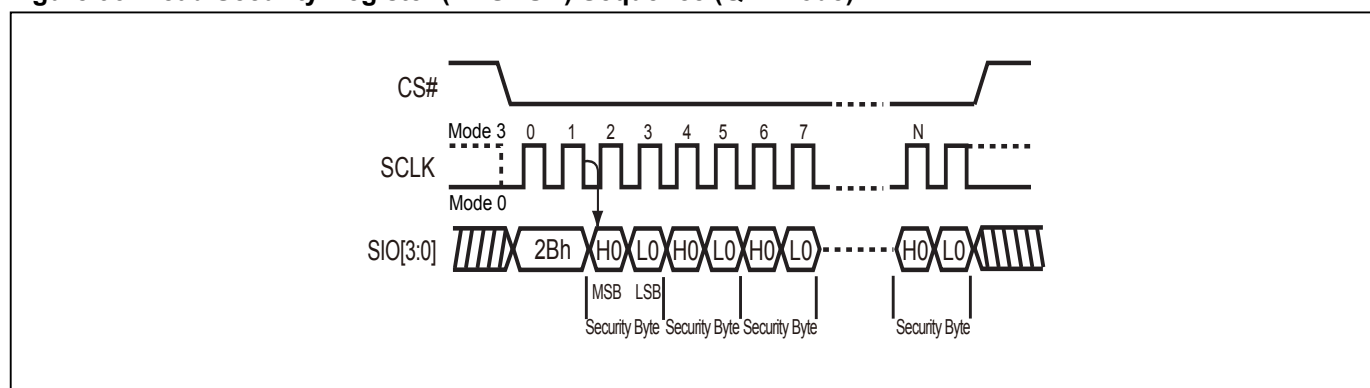 CS#
Mode 3 0 1 2 3 4 5 6 7 N
SCLK
Mode 0
SIO[3:0] 2Bh H0 L0 H0 L0 H0 L0 H0 L0
MSB LSB
Security Byte Security Byte Security Byte Security Byte